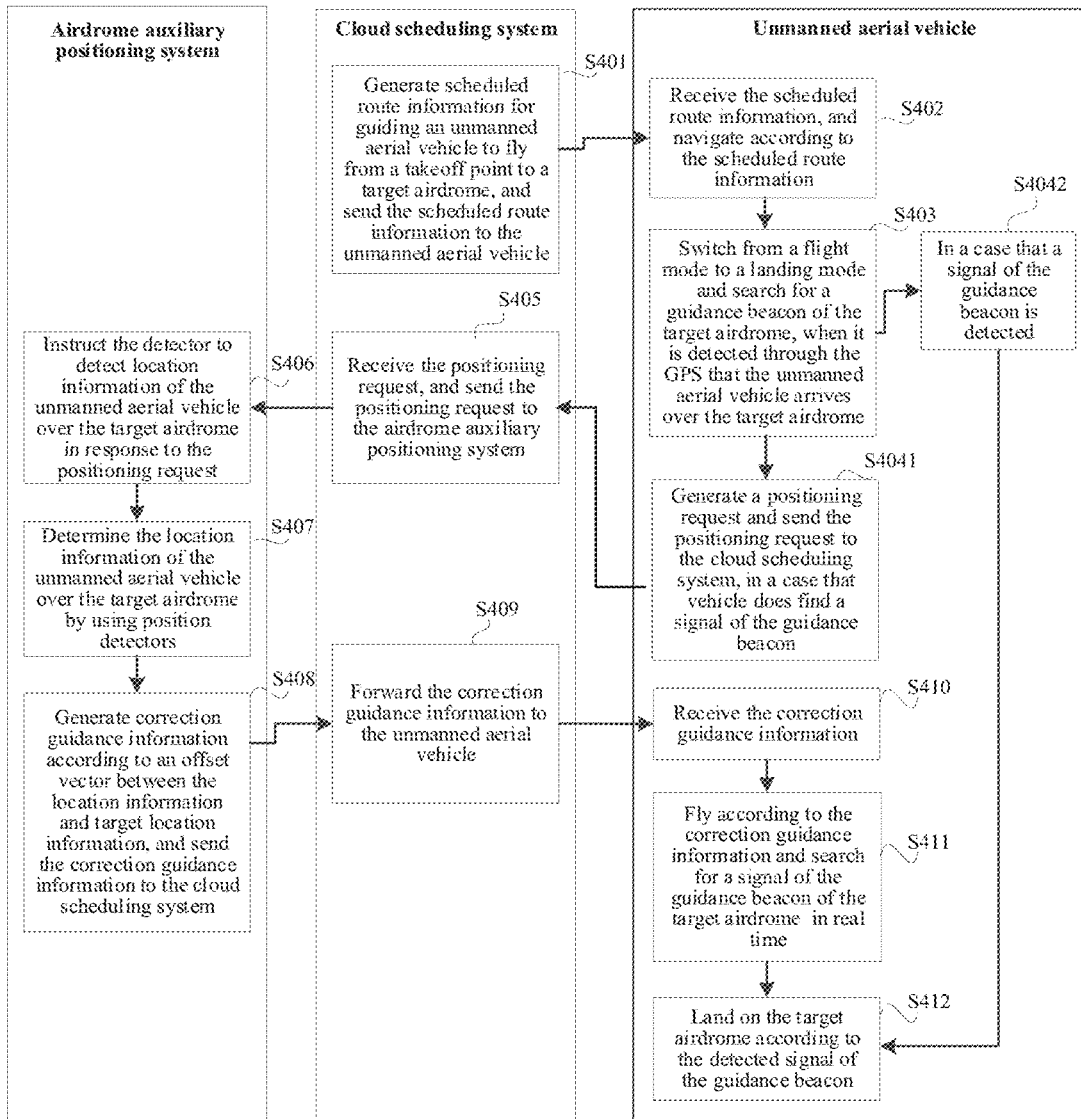 Airdrome auxiliary
positioning system
Instruct the detector to
detect location
information of the
unmanned aerial vehicle
over the target airdrome
in response to the
positioning request
S406
Determine the location
information of the
unmanned aerial vehicle
over the target airdrome
by using position
detectors
S407
Generate correction
guidance information
according to an offset
vector between the
location information
and target location
information, and send
the correction guidance
information to the cloud
scheduling system
S408
Cloud scheduling system
S401
Generate scheduled
route information for
guiding an unmanned
aerial vehicle to fly
from a takeoff point to a
target airdrome, and
send the scheduled route
information to the
unmanned aerial vehicle
S405
Receive the positioning
request, and send the
positioning request to
the airdrome auxiliary
positioning system
S409
Forward the correction
guidance information to
the unmanned aerial
vehicle
Unmanned aerial vehicle
Receive the scheduled
route information, and
navigate according to
the scheduled route
information
S402
S403
Switch from a flight
mode to a landing mode
and search for a
guidance beacon of the
target airdrome, when it
is detected through the
GPS that the unmanned
aerial vehicle arrives
over the target airdrome
S4042
In a case that a
signal of the
guidance
beacon is
detected
S4041
Generate a positioning
request and send the
positioning request to
the cloud scheduling
system, in a case that
vehicle does find a
signal of the guidance
beacon
S410
Receive the correction
guidance information
Fly according to the
correction guidance
information and search
for a signal of the
guidance beacon of the
target airdrome in real
time
S411
S412
Land on the target
airdrome according to
the detected signal of
the guidance beacon